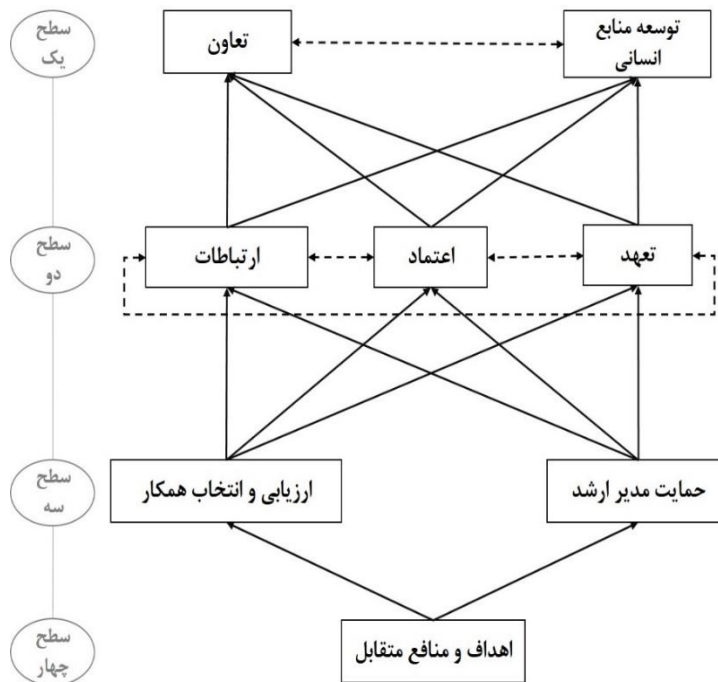 سطح
یک
توسعه منابع
انسانی
تعاون
سطح
دو
تعهد
اعتماد
ارتباطات
سطح
سه
حمایت مدیر ارشد
ارزیابی و انتخاب همکار
سطح
چهار
اهداف و منافع متقابل